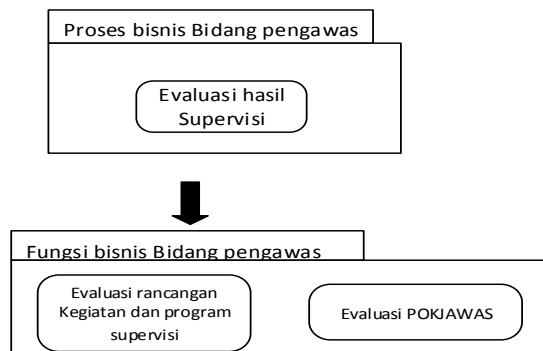 Proses bisnis Bidang pengawas
Evaluasi hasil
Supervisi
Fungsi bisnis Bidang pengawas
Evaluasi rancangan
Kegiatan dan program
supervisi
Evaluasi POKJAWAS